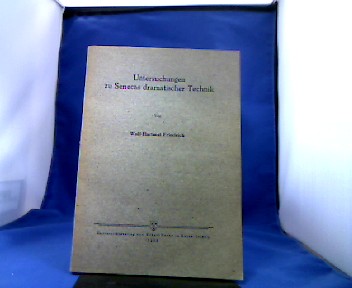 Untersuchungen
zu Senecas dramatischer Technik
Von
Wolf-Hartmut Friedrich